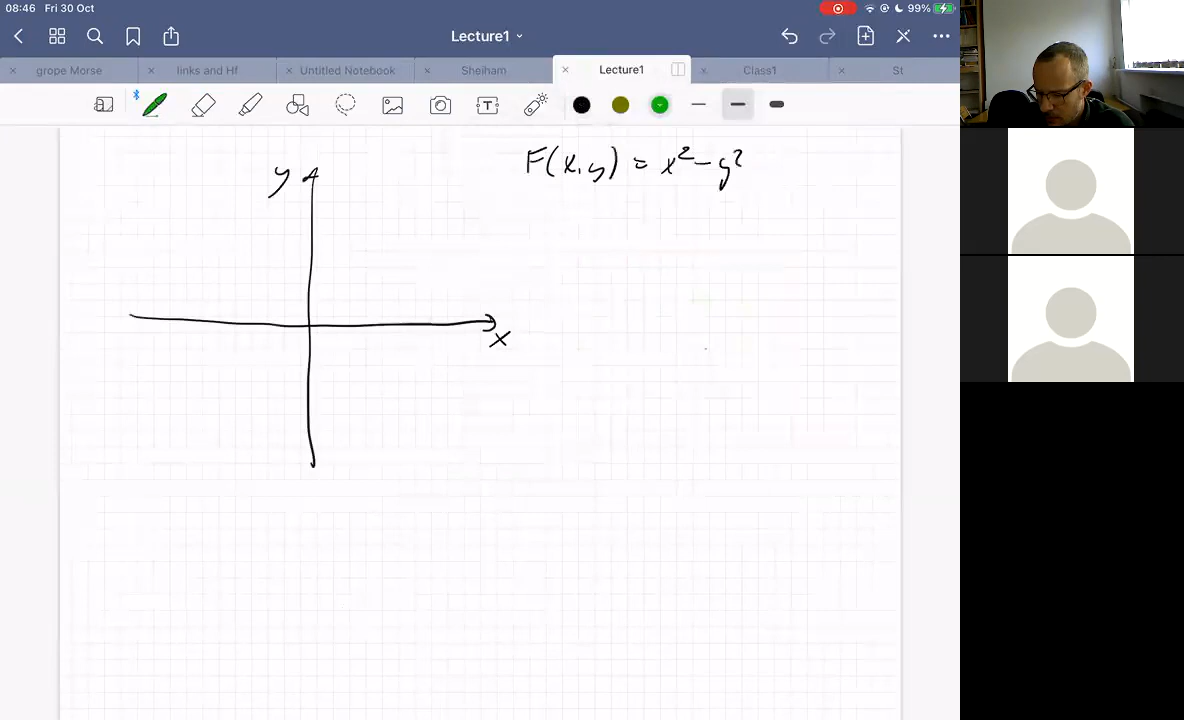 08:46 Fri 30 Oct 99%
Lecture1
grope Morse links and Hf Untitled Notebook Sheiham Lecture1 Class1 St
T
y
F(x,y) = x² - y²
x